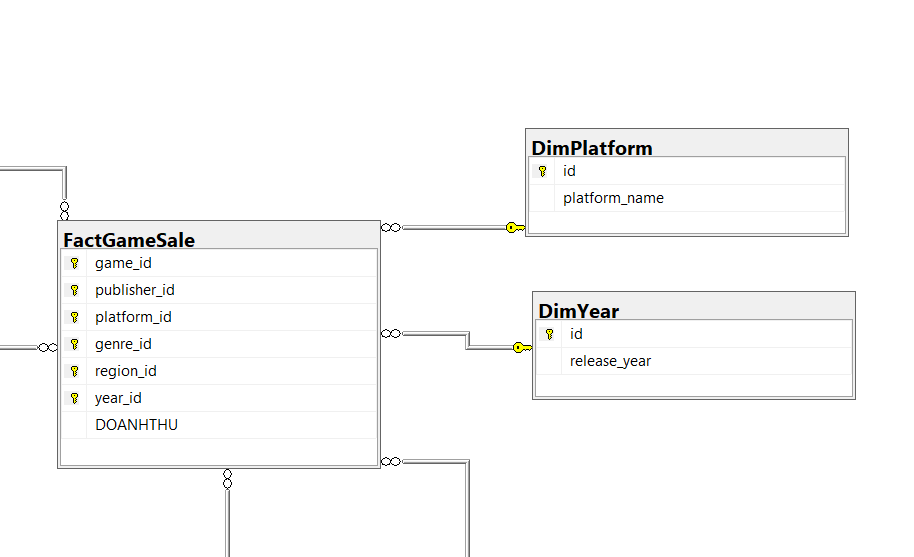 DimPlatform
id
platform_name
FactGameSale
game_id
publisher_id
platform_id
genre_id
region_id
year_id
DOANHTHU
DimYear
id
release_year